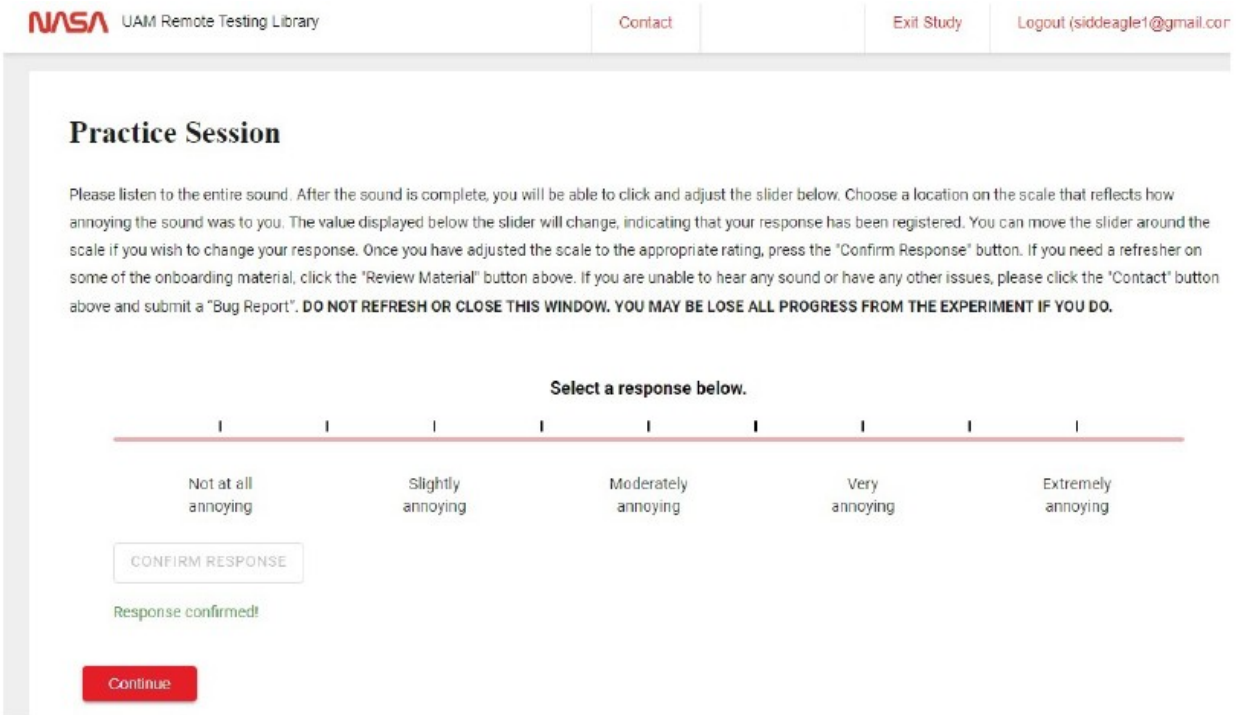 NASA UAM Remote Testing Library Contact Exit Study Logout (siddeagle1@gmail.com
Practice Session
Please listen to the entire sound. After the sound is complete, you will be able to click and adjust the slider below. Choose a location on the scale that reflects how
annoying the sound was to you. The value displayed below the slider will change, indicating that your response has been registered. You can move the slider around the
scale if you wish to change your response. Once you have adjusted the scale to the appropriate rating, press the "Confirm Response" button. If you need a refresher on
some of the onboarding material, click the "Review Material" button above. If you are unable to hear any sound or have any other issues, please click the "Contact" button
above and submit a "Bug Report". DO NOT REFRESH OR CLOSE THIS WINDOW. YOU MAY BE LOSE ALL PROGRESS FROM THE EXPERIMENT IF YOU DO.
Select a response below.
Not at all Slightly Moderately Very Extremely
annoying annoying annoying annoying annoying
CONFIRM RESPONSE
Response confirmed!
Continue